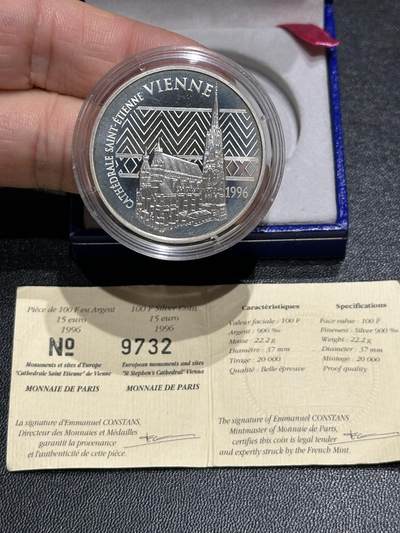 CATHÉDRALE SAINT-ÉTIENNE
VIENNE
1996
Pièce de 100 F en Argent
15 euro
1996
100 F Silver Coin
15 euro
1996
Nº 9732
Monuments et sites d'Europe
"Cathédrale Saint Etienne" de Vienne
MONNAIE DE PARIS
European monuments and sites
"St Stephen's Cathedral" Vienna
MONNAIE DE PARIS
La signature d'Emmanuel CONSTANS,
Directeur des Monnaies et Médailles
garantit la provenance
et l'authenticité de cette pièce.
Caractéristiques
Valeur faciale : 100 F
Argent : 900 ‰
Masse : 22.2 g
Diamètre : 37 mm
Tirage : 20 000
Qualité : Belle épreuve
Specifications
Face value : 100 F
Fineness : Silver 900 ‰
Weight : 22.2 g
Diameter : 37 mm
Mintage : 20 000
Proof quality
The signature of Emmanuel CONSTANS,
Mintmaster of Monnaie de Paris,
certifies this coin is legal tender
and expertly struck by the French Mint.